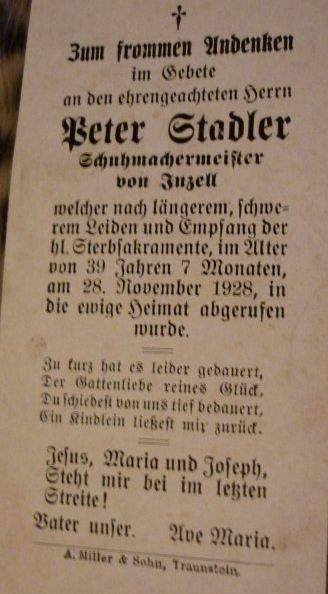 †
Zum frommen Andenken
im Gebete
an den ehrengeachteten Herrn
Peter Stadler
Schuhmachermeister
von Inzell
welcher nach längerem, schwe-
rem Leiden und Empfang der
hl. Sterbsakramente, im Alter
von 39 Jahren 7 Monaten,
am 28. November 1928, in
die ewige Heimat abgerufen
wurde.
Zu kurz hat es leider gedauert,
Der Gattenliebe reines Glück,
Du schiedest von uns tief bedauert,
Ein Kindlein ließest mir zurück.
Jesus, Maria und Joseph,
Steht mir bei im letzten
Streite!
Vater unser. Ave Maria.
A. Miller & Sohn, Traunstein.